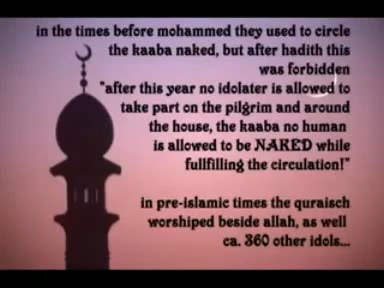 in the times before mohammed they used to circle
the kaaba naked, but after hadith this
was forbidden
"after this year no idolater is allowed to
take part on the pilgrim and around
the house, the kaaba no human
is allowed to be NAKED while
fullfilling the circulation!"
in pre-islamic times the quraisch
worshiped beside allah, as well
ca. 360 other idols...